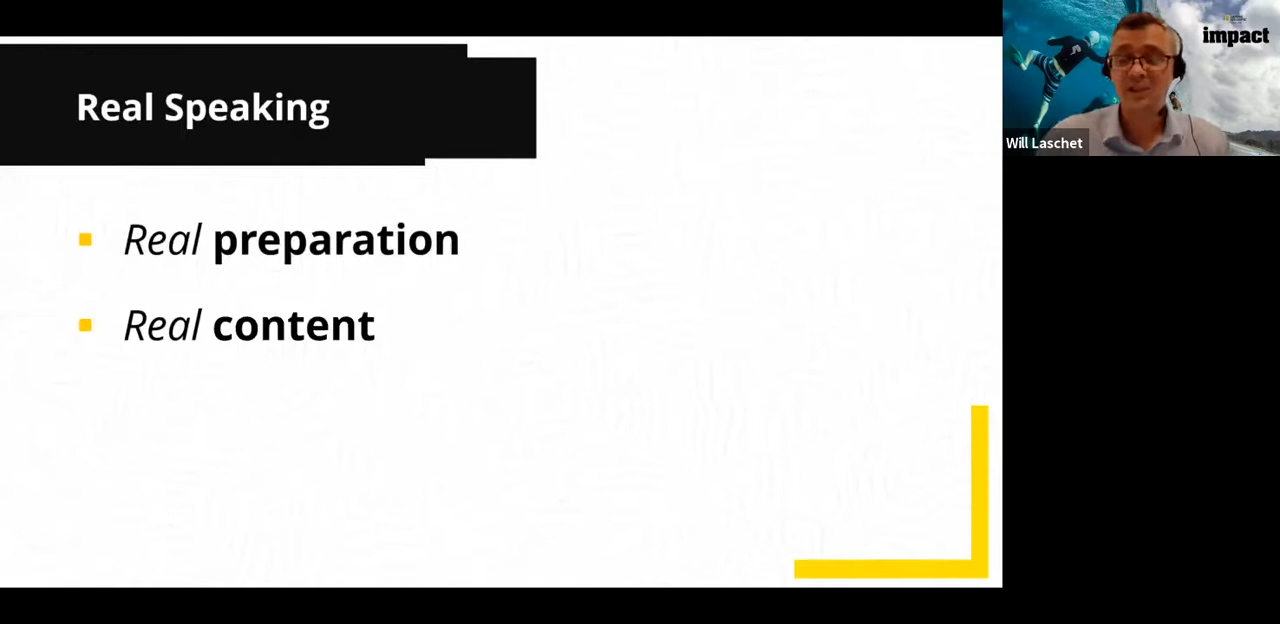 Real Speaking
Real preparation
Real content
impact
Will Laschet